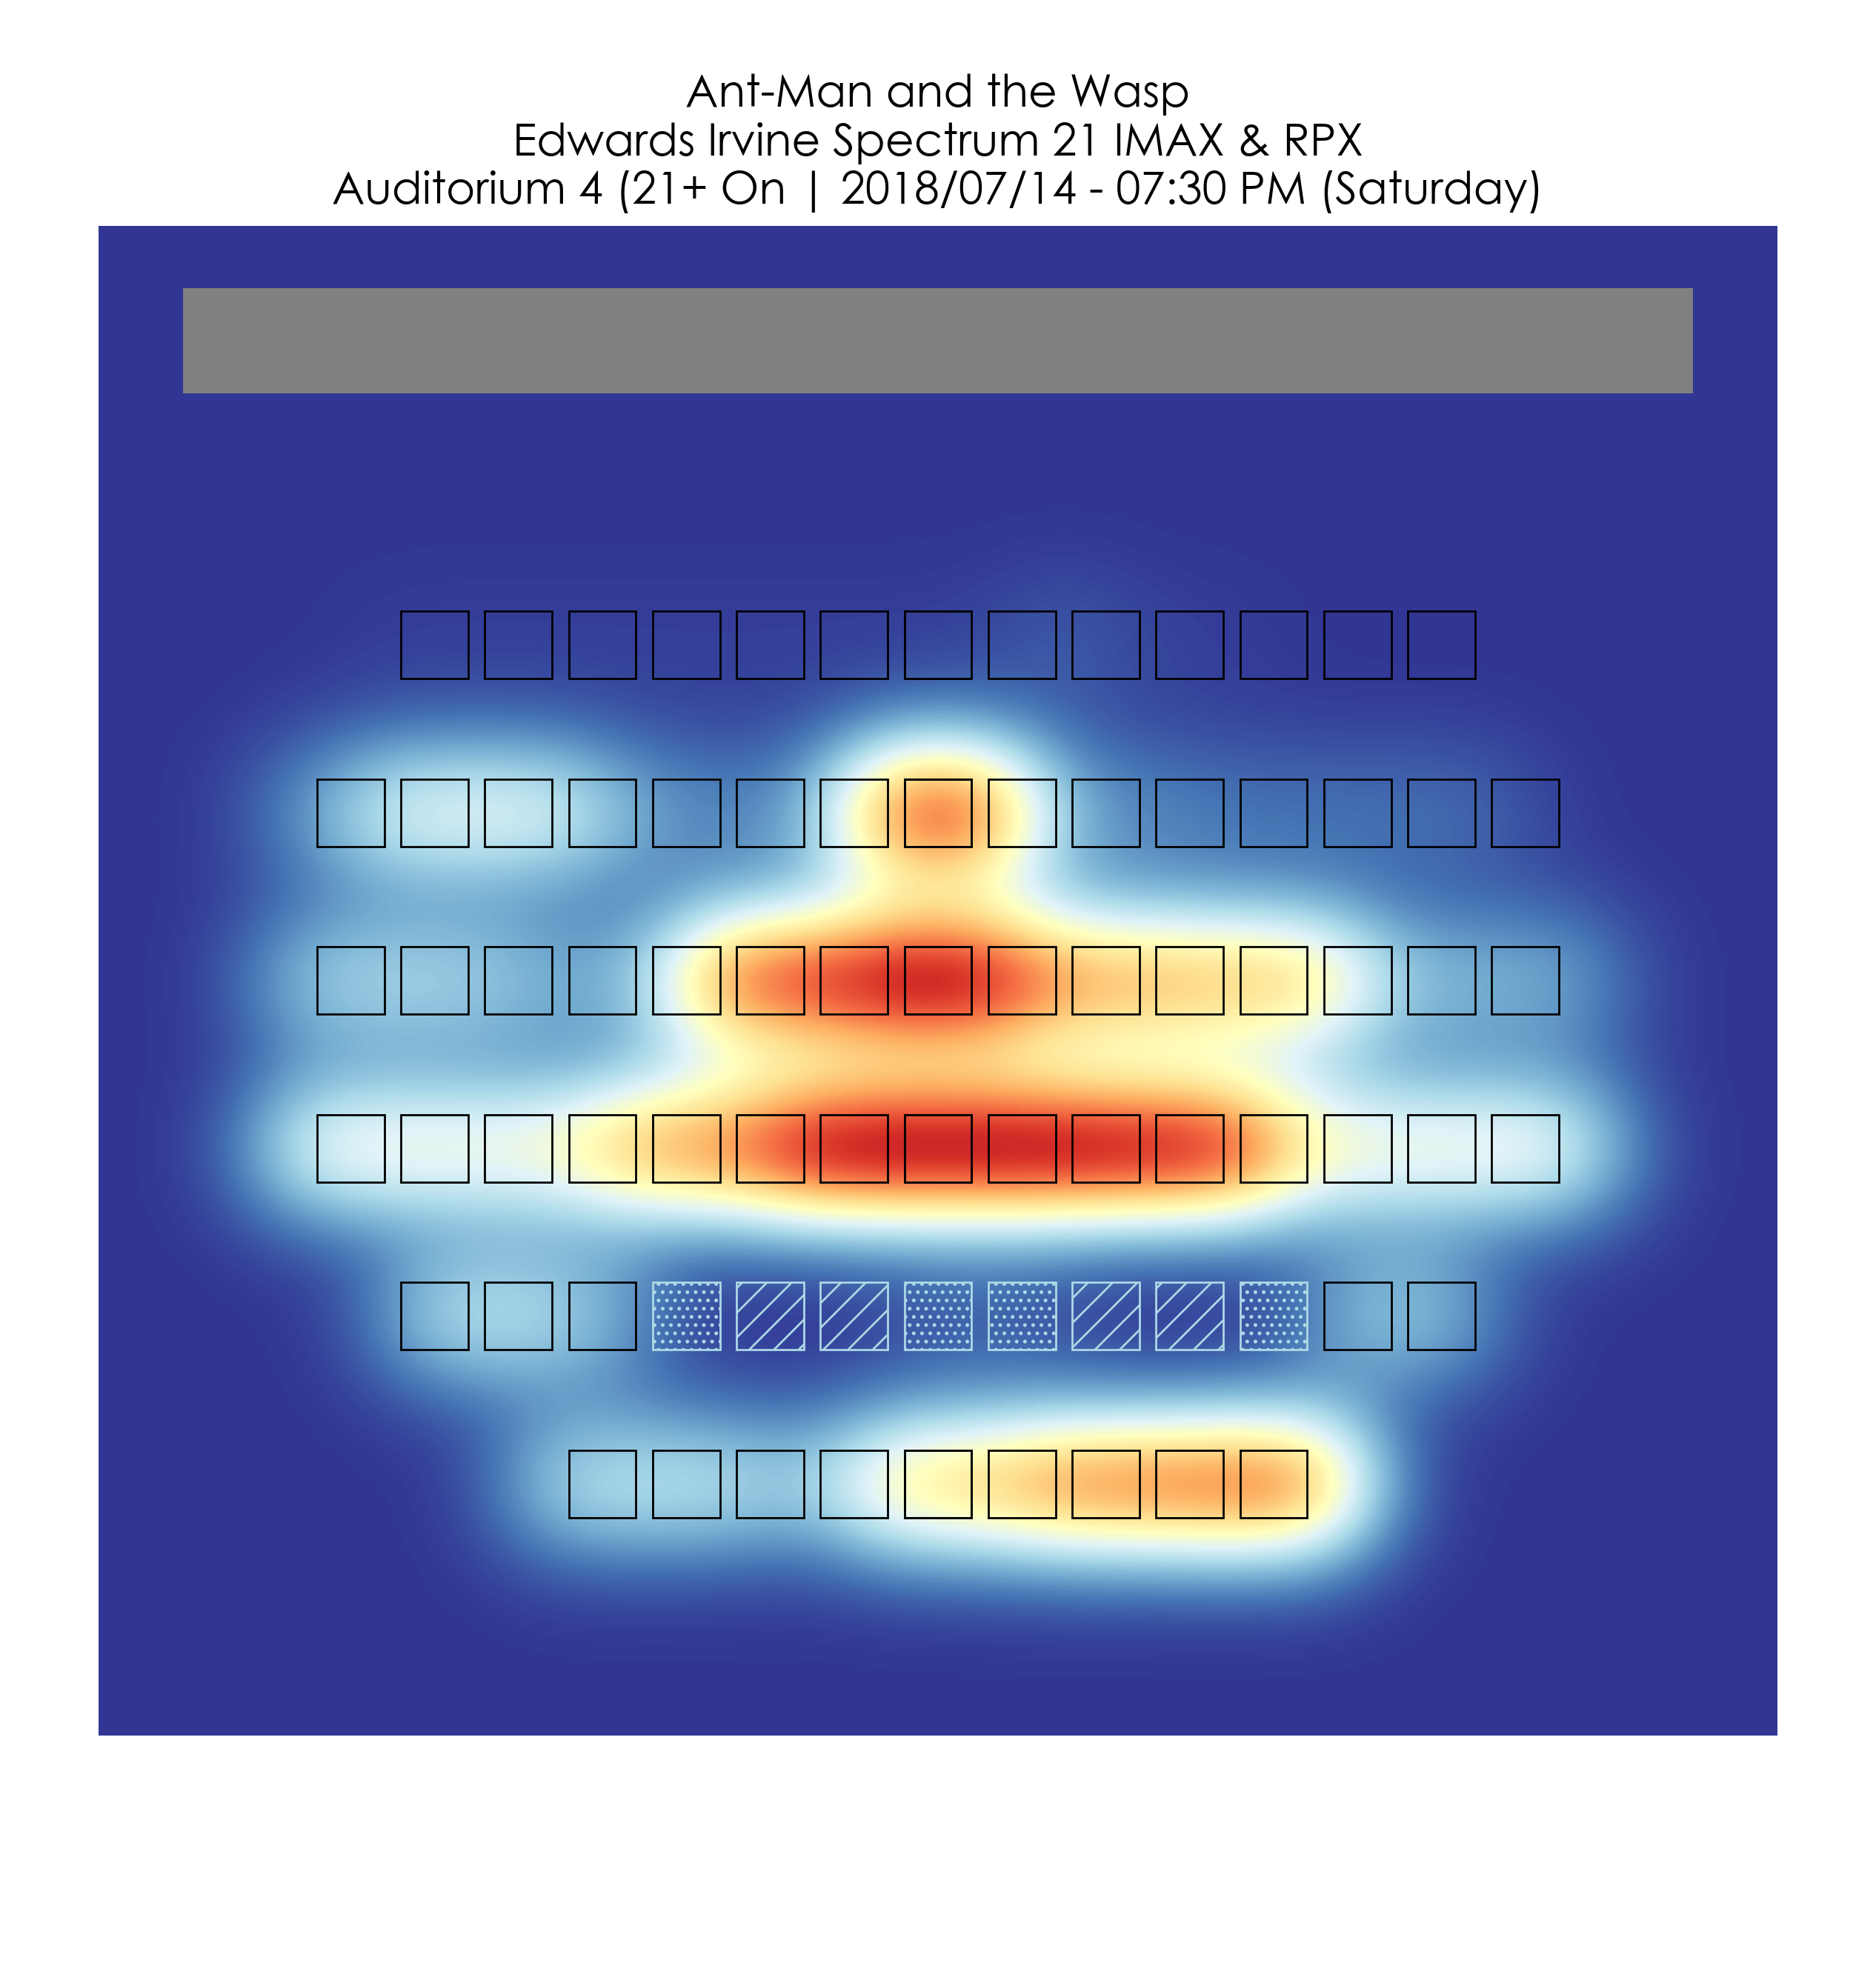 Ant-Man and the Wasp
Edwards Irvine Spectrum 21 IMAX & RPX
Auditorium 4 (21+ On | 2018/07/14 - 07:30 PM (Saturday)